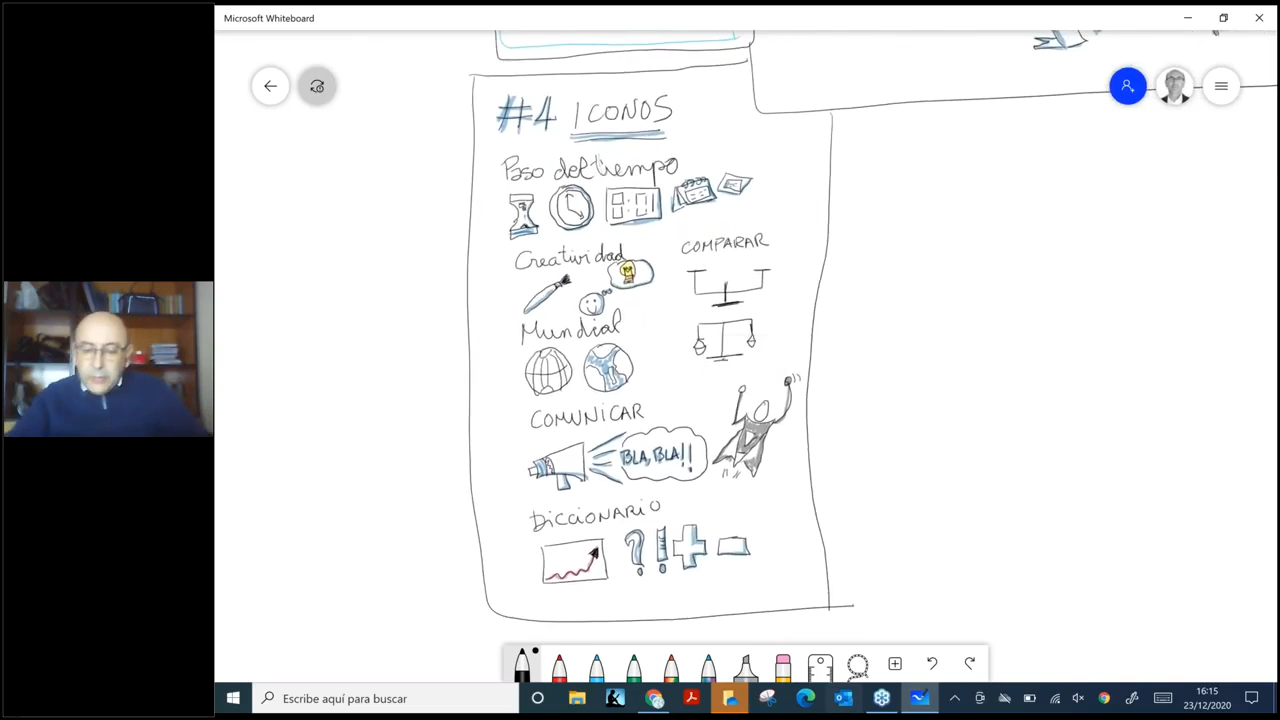 Microsoft Whiteboard
#4 ICONOS
Paso del tiempo
8:01
Creatividad
COMPARAR
Mundial
COMUNICAR
BLA, BLA!!
DICCIONARIO
? ! + -
Escribe aquí para buscar
16:15
23/12/2020